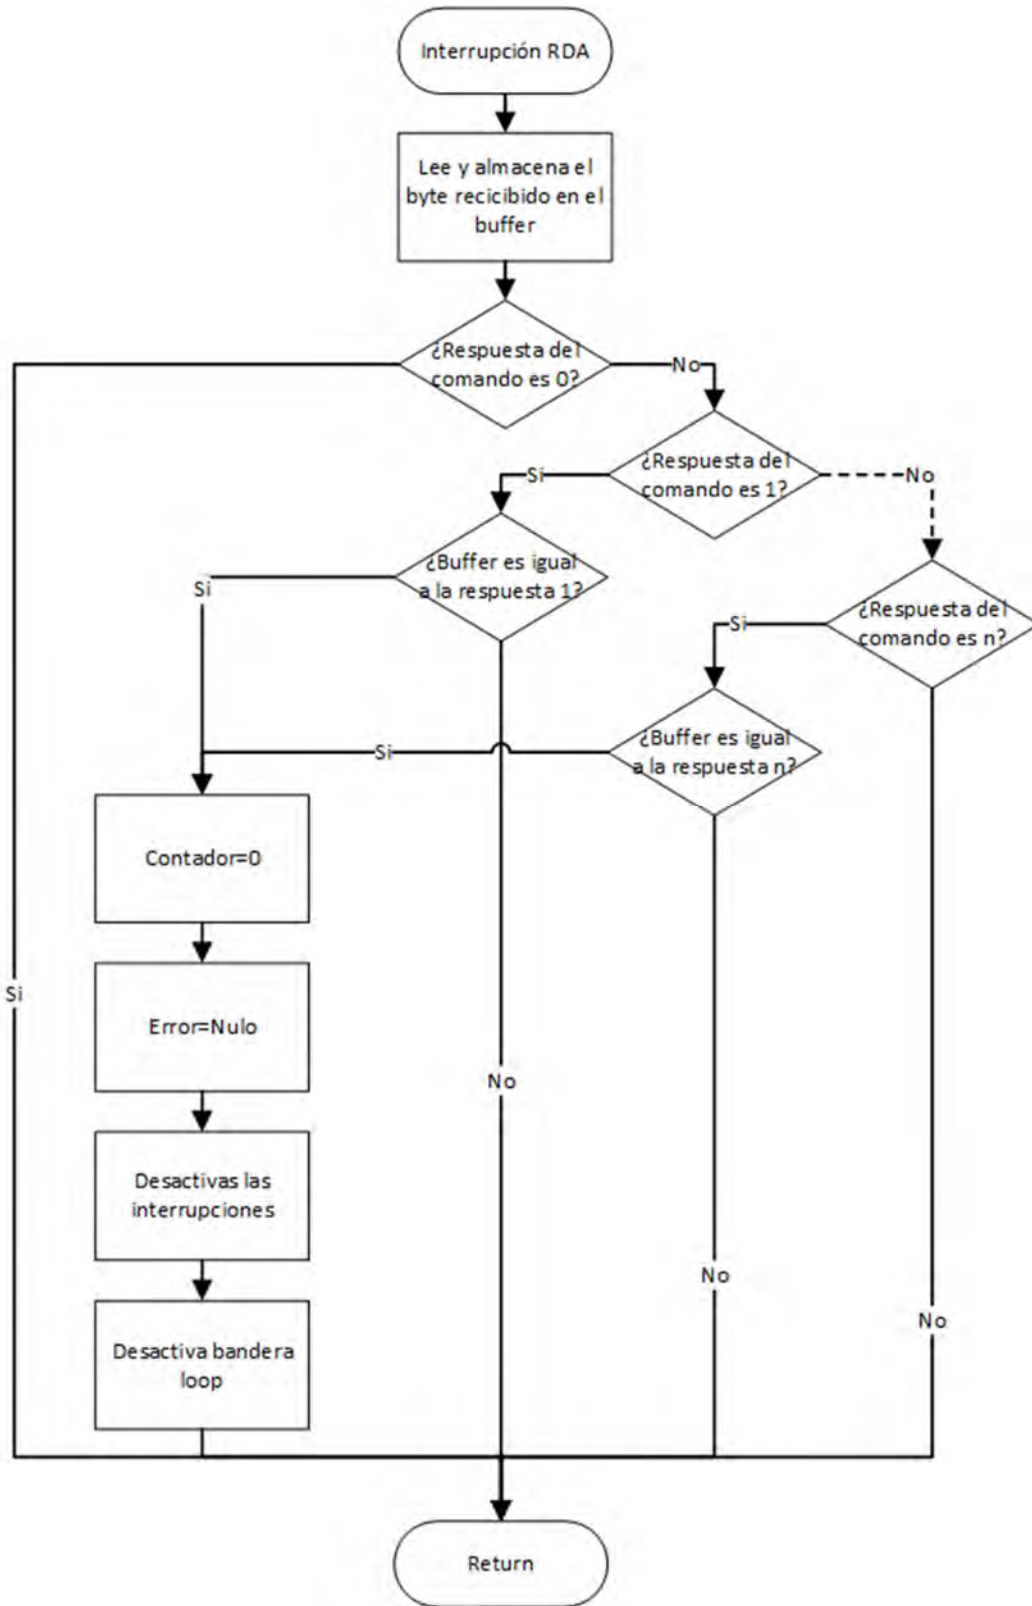 Interrupción RDA
Lee y almacena el
byte recicibido en el
buffer
¿Respuesta del
comando es 0?
No
¿Respuesta del
comando es 1?
Si
No
¿Buffer es igual
a la respuesta 1?
Si
¿Respuesta del
comando es n?
Si
¿Buffer es igual
a la respuesta n?
Si
Contador=0
Si
Error=Nulo
No
Desactivas las
interrupciones
No
No
Desactiva bandera
loop
Return